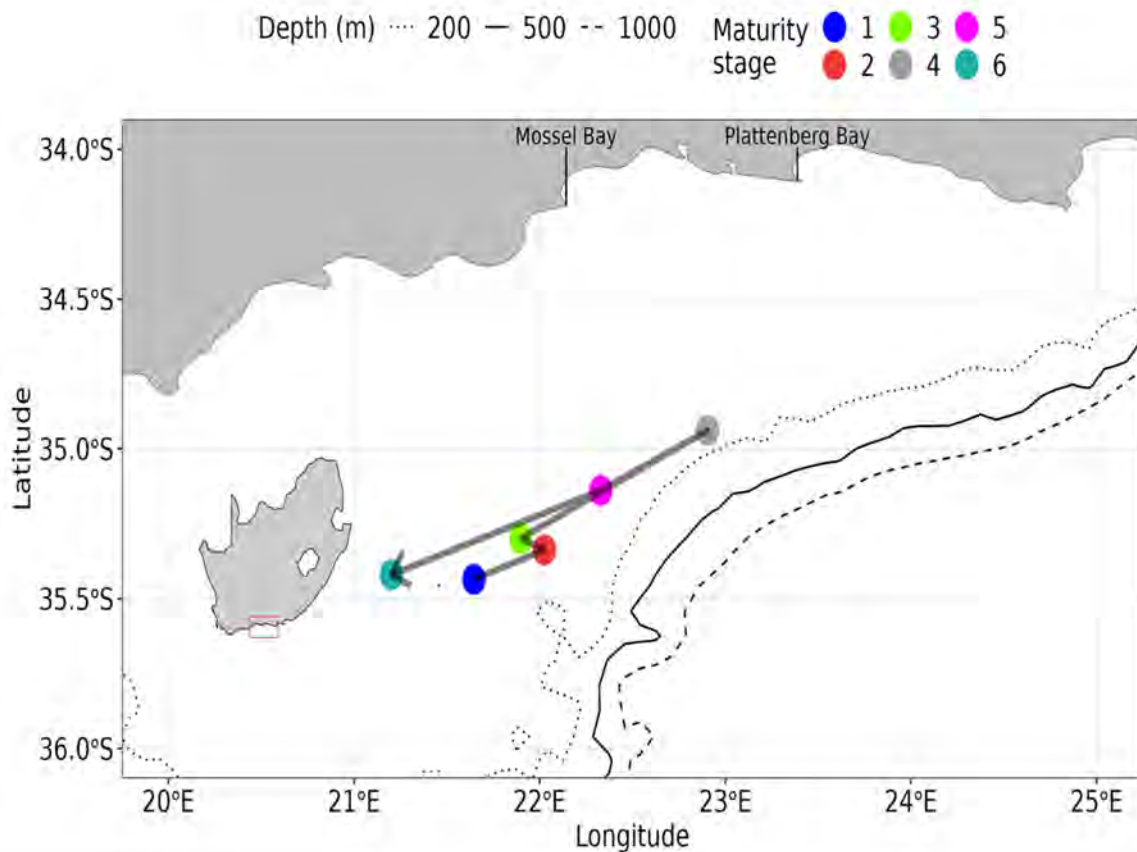 Depth (m) 200 500 1000
Maturity stage
1 3 5
2 4 6
Mossel Bay
Plattenberg Bay
34.0°S
34.5°S
35.0°S
35.5°S
36.0°S
Latitude
20°E 21°E 22°E 23°E 24°E 25°E
Longitude